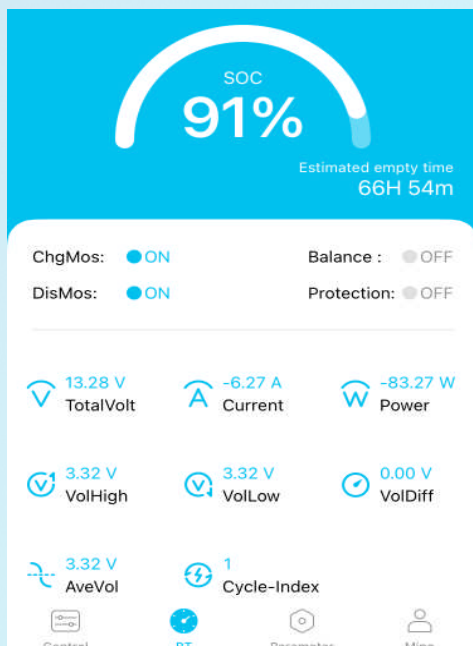 SOC
91%
Estimated empty time
66H 54m
ChgMos: ON Balance : OFF
DisMos: ON Protection: OFF
13.28 V -6.27 A -83.27 W
TotalVolt Current Power
3.32 V 3.32 V 0.00 V
VolHigh VolLow VolDiff
3.32 V 1
AveVol Cycle-Index